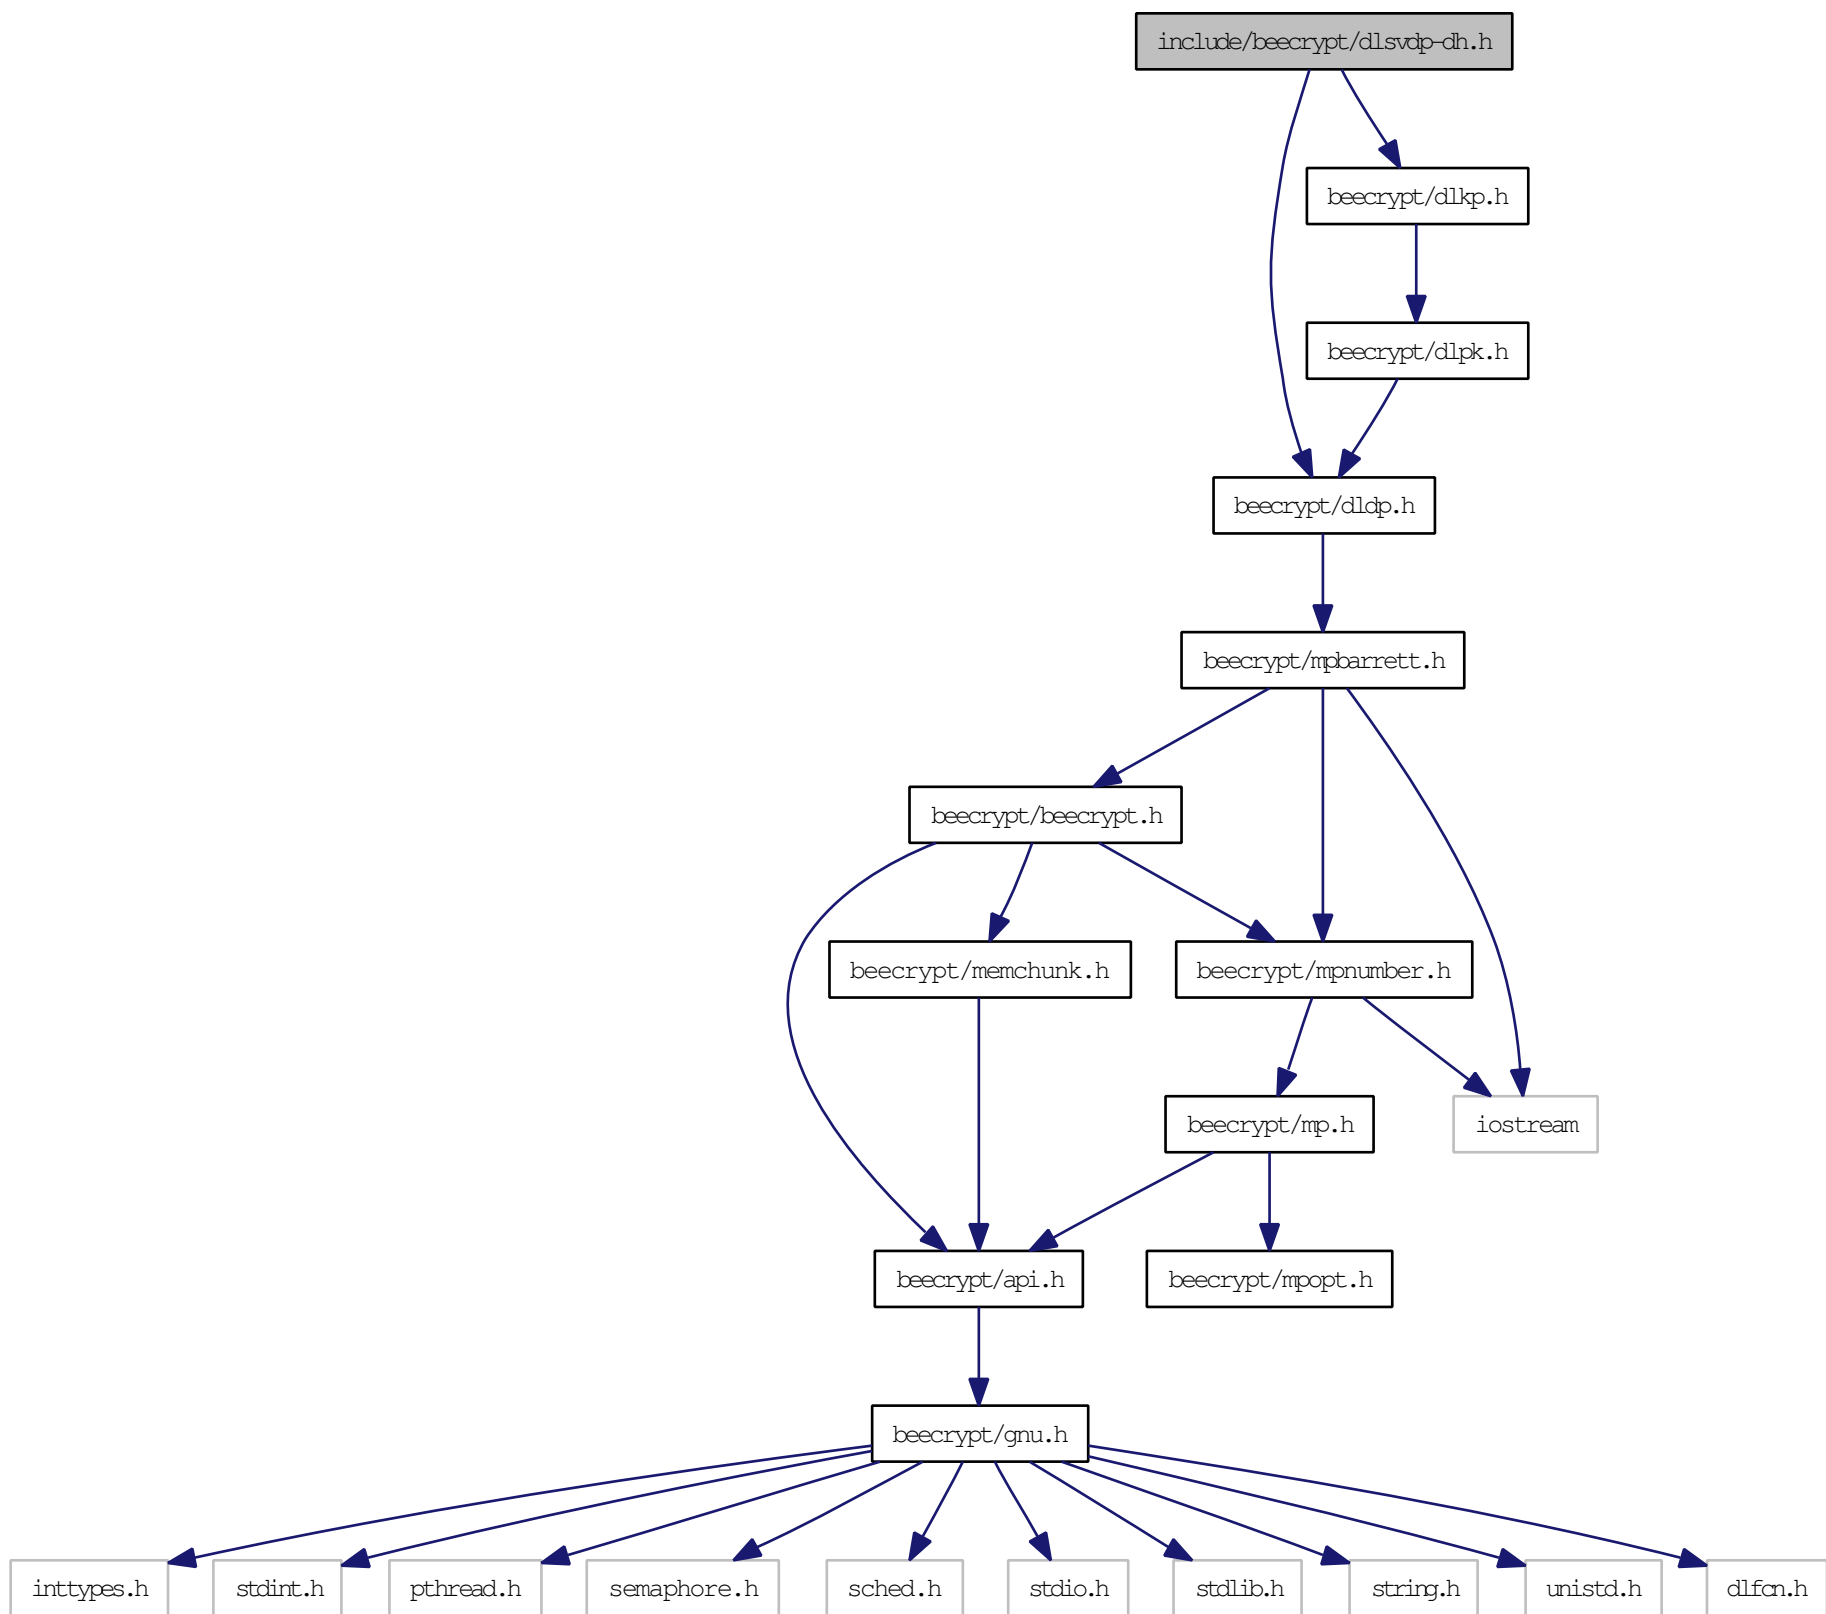 include/beecrypt/dlsvdp-dh.h
beecrypt/dlkp.h
beecrypt/dlpk.h
beecrypt/dldp.h
beecrypt/mpbarrett.h
beecrypt/beecrypt.h
beecrypt/memchunk.h
beecrypt/mpnumber.h
beecrypt/mp.h
iostream
beecrypt/api.h
beecrypt/mpopt.h
beecrypt/gnu.h
inttypes.h
stdint.h
pthread.h
semaphore.h
sched.h
stdio.h
stdlib.h
string.h
unistd.h
dlfcn.h